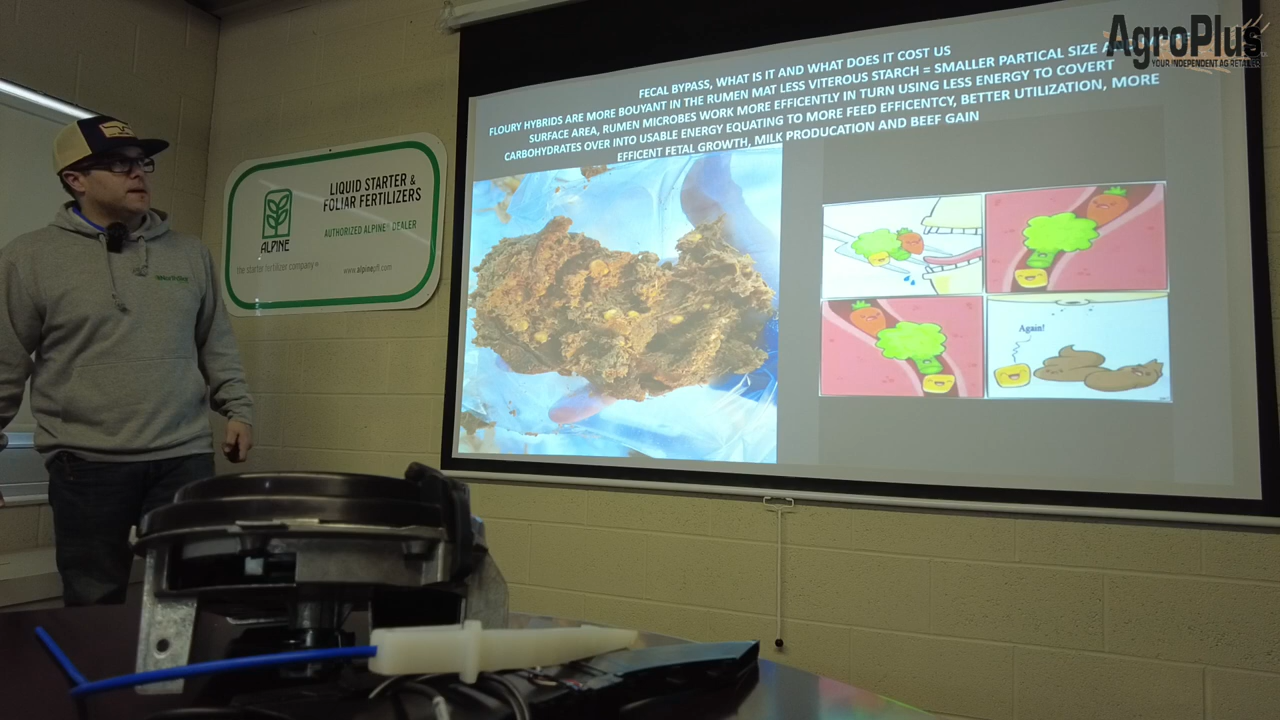 AgroPlus
YOUR INDEPENDENT AG RETAILER
FECAL BYPASS, WHAT IS IT AND WHAT DOES IT COST US
FLOURY HYBRIDS ARE MORE BOUYANT IN THE RUMEN MAT LESS VITEROUS STARCH = SMALLER PARTICAL SIZE
SURFACE AREA, RUMEN MICROBES WORK MORE EFFICENTLY IN TURN USING LESS ENERGY TO COVERT
CARBOHYDRATES OVER INTO USABLE ENERGY EQUATING TO MORE FEED EFFICENTCY, BETTER UTILIZATION, MORE
EFFICENT FETAL GROWTH, MILK PRODUCATION AND BEEF GAIN
Again!
LIQUID STARTER &
FOLIAR FERTILIZERS
AUTHORIZED ALPINE® DEALER
ALPINE
the starter fertilizer company®
www.alpinepfl.com